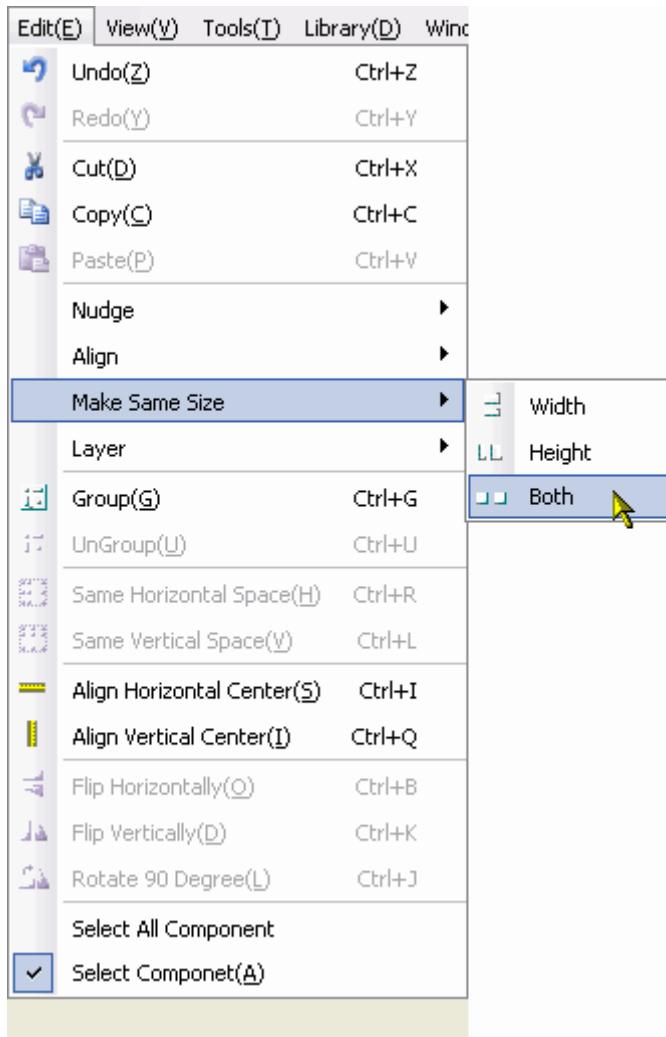 Edit(E) View(V) Tools(T) Library(D) Winc
Undo(Z) Ctrl+Z
Redo(Y) Ctrl+Y
Cut(D) Ctrl+X
Copy(C) Ctrl+C
Paste(P) Ctrl+V
Nudge
Align
Make Same Size
Width
Layer
Height
Group(G) Ctrl+G
Both
UnGroup(U) Ctrl+U
Same Horizontal Space(H) Ctrl+R
Same Vertical Space(V) Ctrl+L
Align Horizontal Center(S) Ctrl+I
Align Vertical Center(I) Ctrl+Q
Flip Horizontally(O) Ctrl+B
Flip Vertically(D) Ctrl+K
Rotate 90 Degree(L) Ctrl+J
Select All Component
Select Componet(A)